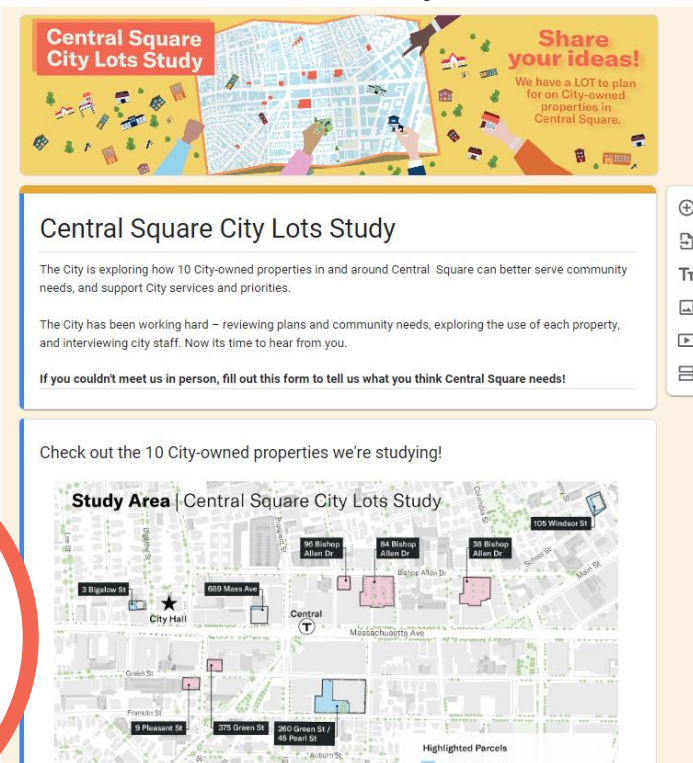 Central Square
City Lots Study
Share
your ideas!
We have a LOT to plan
for on City-owned
properties in
Central Square.
Central Square City Lots Study
The City is exploring how 10 City-owned properties in and around Central Square can better serve community
needs, and support City services and priorities.
The City has been working hard – reviewing plans and community needs, exploring the use of each property,
and interviewing city staff. Now its time to hear from you.
If you couldn't meet us in person, fill out this form to tell us what you think Central Square needs!
Check out the 10 City-owned properties we're studying!
Study Area | Central Square City Lots Study
Columbia St
105 Windsor St
Prospect St
Bigelow St
96 Bishop
Allen Dr
84 Bishop
Allen Dr
38 Bishop
Allen Dr
School St
Main St
Bishop Allen Dr
3 Bigelow St
689 Mass Ave
City Hall
Central
T
Massachusetts Ave
Green St
Franklin St
9 Pleasant St
375 Green St
260 Green St /
45 Pearl St
Auburn St
Highlighted Parcels